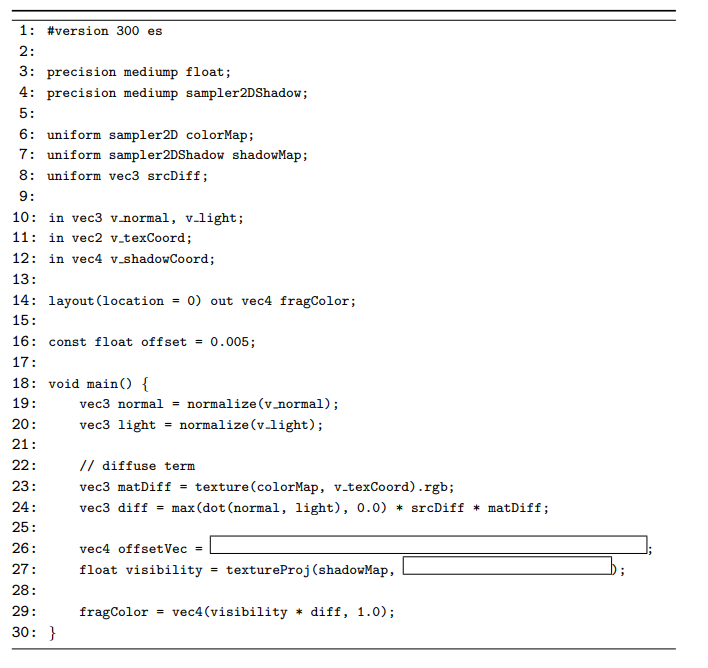 1: #version 300 es
2:
3: precision mediump float;
4: precision mediump sampler2DShadow;
5:
6: uniform sampler2D colorMap;
7: uniform sampler2DShadow shadowMap;
8: uniform vec3 srcDiff;
9:
10: in vec3 v_normal, v_light;
11: in vec2 v_texCoord;
12: in vec4 v_shadowCoord;
13:
14: layout(location = 0) out vec4 fragColor;
15:
16: const float offset = 0.005;
17:
18: void main() {
19: vec3 normal = normalize(v_normal);
20: vec3 light = normalize(v_light);
21:
22: // diffuse term
23: vec3 matDiff = texture(colorMap, v_texCoord).rgb;
24: vec3 diff = max(dot(normal, light), 0.0) * srcDiff * matDiff;
25:
26: vec4 offsetVec = ;
27: float visibility = textureProj(shadowMap, );
28:
29: fragColor = vec4(visibility * diff, 1.0);
30: }